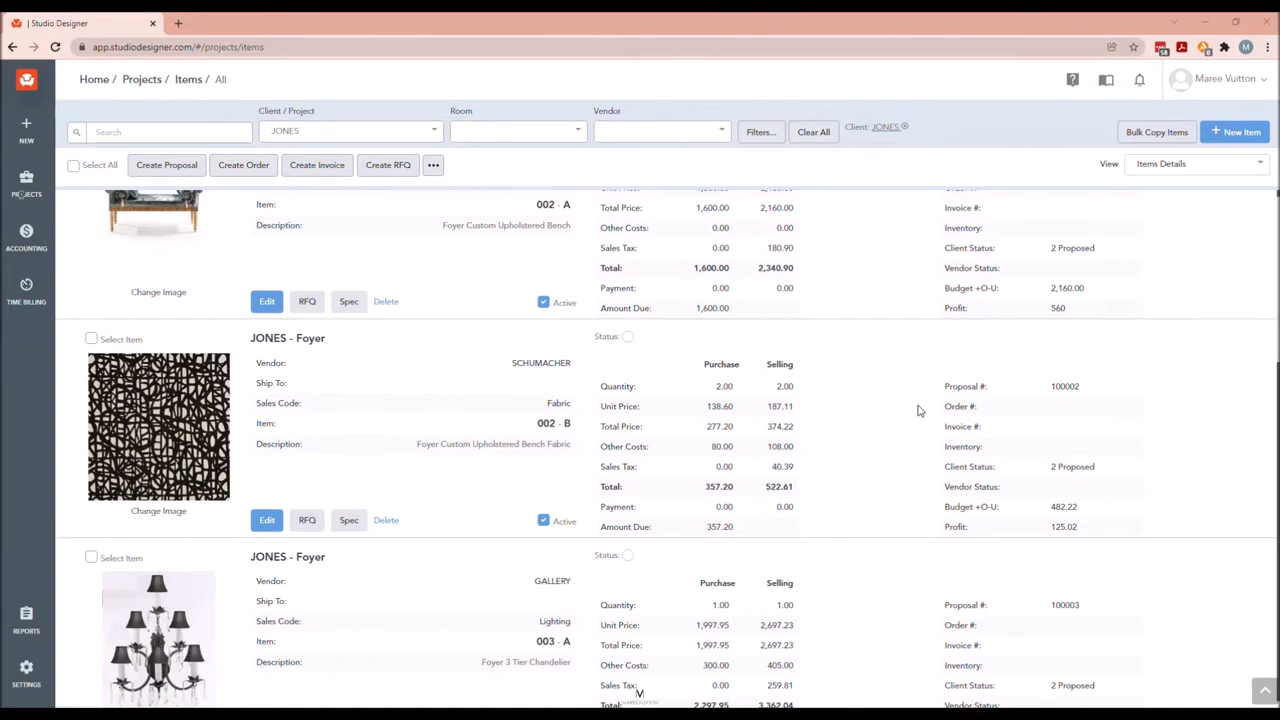 | Studio Designer
app.studiodesigner.com/#/projects/items
M
Home / Projects / Items / All
Maree Vuitton
NEW
PROJECTS
ACCOUNTING
TIME BILLING
REPORTS
SETTINGS
Client / Project Room Vendor
Search JONES Filters... Clear All Client: JONES Bulk Copy Items + New Item
Select All Create Proposal Create Order Create Invoice Create RFQ ••• View Items Details
Item: 002 - A Total Price: 1,600.00 2,160.00 Invoice #:
Description: Foyer Custom Upholstered Bench Other Costs: 0.00 0.00 Inventory:
Sales Tax: 0.00 180.90 Client Status: 2 Proposed
Total: 1,600.00 2,340.90 Vendor Status:
Change Image Payment: 0.00 0.00 Budget +O-U: 2,160.00
Edit RFQ Spec Delete Active Amount Due: 1,600.00 Profit: 560
Select Item JONES - Foyer Status:
Vendor: SCHUMACHER Purchase Selling
Ship To: Quantity: 2.00 2.00 Proposal #: 100002
Sales Code: Fabric Unit Price: 138.60 187.11 Order #:
Item: 002 - B Total Price: 277.20 374.22 Invoice #:
Description: Foyer Custom Upholstered Bench Fabric Other Costs: 80.00 108.00 Inventory:
Sales Tax: 0.00 40.39 Client Status: 2 Proposed
Total: 357.20 522.61 Vendor Status:
Change Image Payment: 0.00 0.00 Budget +O-U: 482.22
Edit RFQ Spec Delete Active Amount Due: 357.20 Profit: 125.02
Select Item JONES - Foyer Status:
Vendor: GALLERY Purchase Selling
Ship To: Quantity: 1.00 1.00 Proposal #: 100003
Sales Code: Lighting Unit Price: 1,997.95 2,697.23 Order #:
Item: 003 - A Total Price: 1,997.95 2,697.23 Invoice #:
Description: Foyer 3 Tier Chandelier Other Costs: 300.00 405.00 Inventory:
Sales Tax: 0.00 259.81 Client Status: 2 Proposed
Total: 2,297.95 3,362.04 Vendor Status:
M
MAREEVUITTON